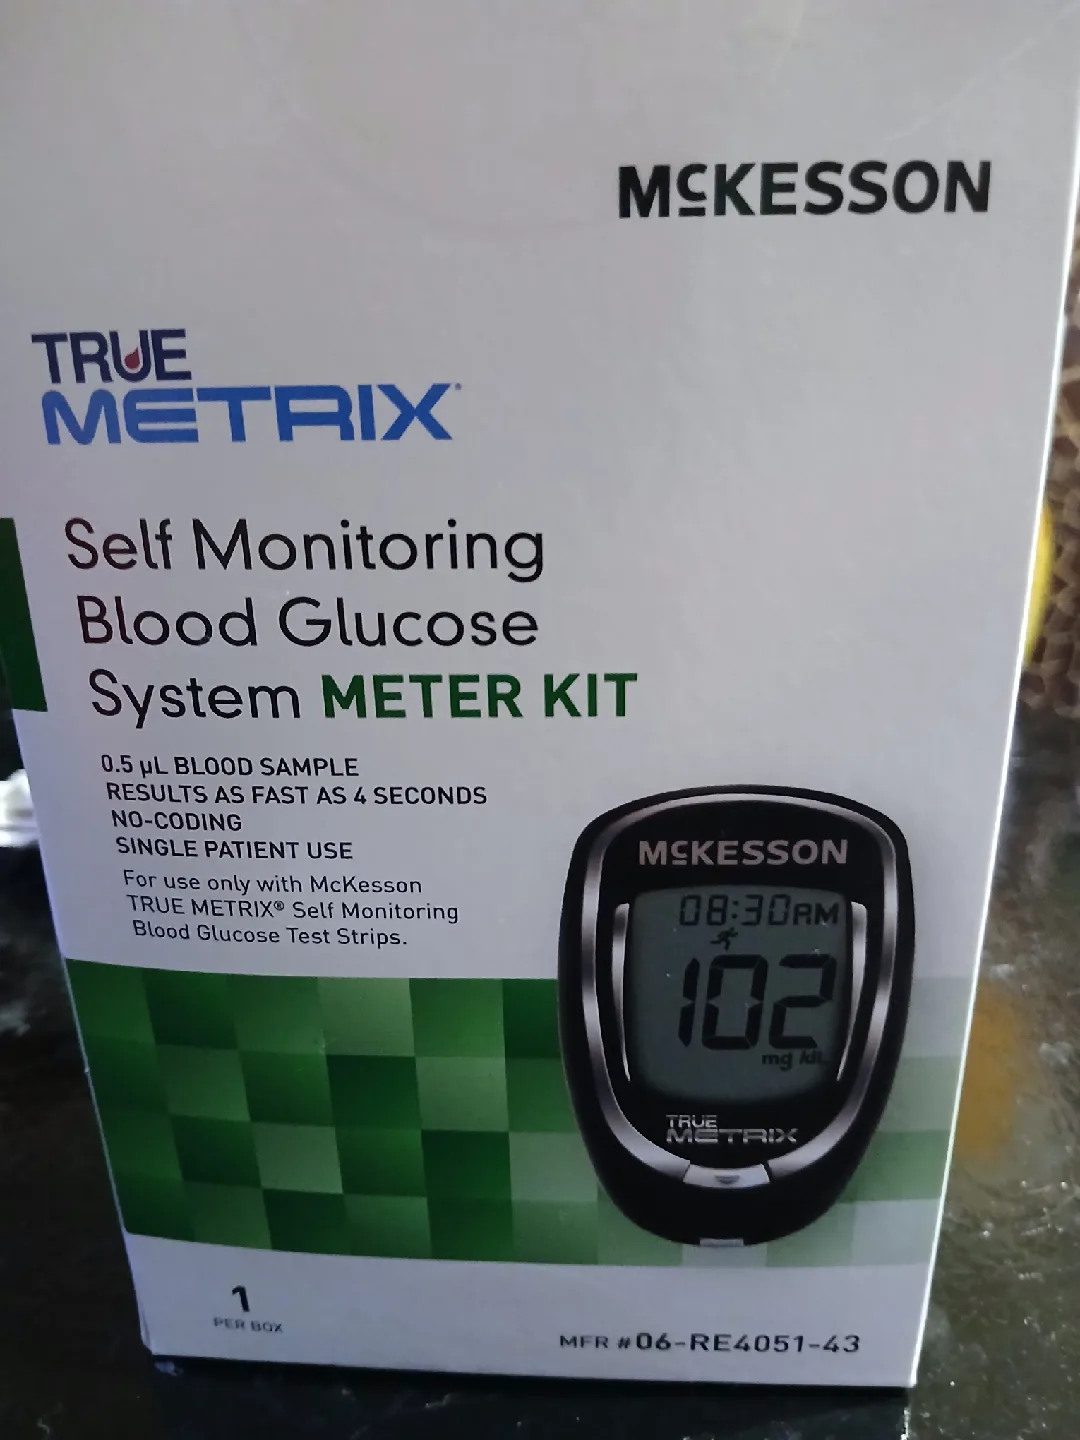 McKESSON
TRUE
METRIX®
Self Monitoring
Blood Glucose
System METER KIT
0.5 µL BLOOD SAMPLE
RESULTS AS FAST AS 4 SECONDS
NO-CODING
SINGLE PATIENT USE
For use only with McKesson
TRUE METRIX® Self Monitoring
Blood Glucose Test Strips.
McKESSON
08:30AM
102
mg/dL
TRUE
METRIX
1
PER BOX
MFR #06-RE4051-43